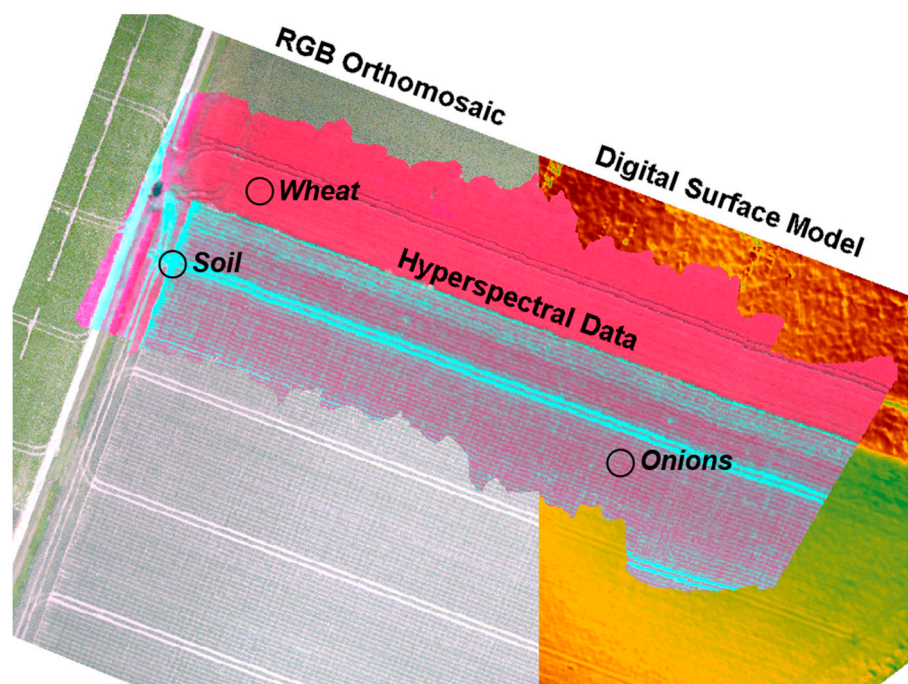 RGB Orthomosaic
Digital Surface Model
Wheat
Soil
Hyperspectral Data
Onions